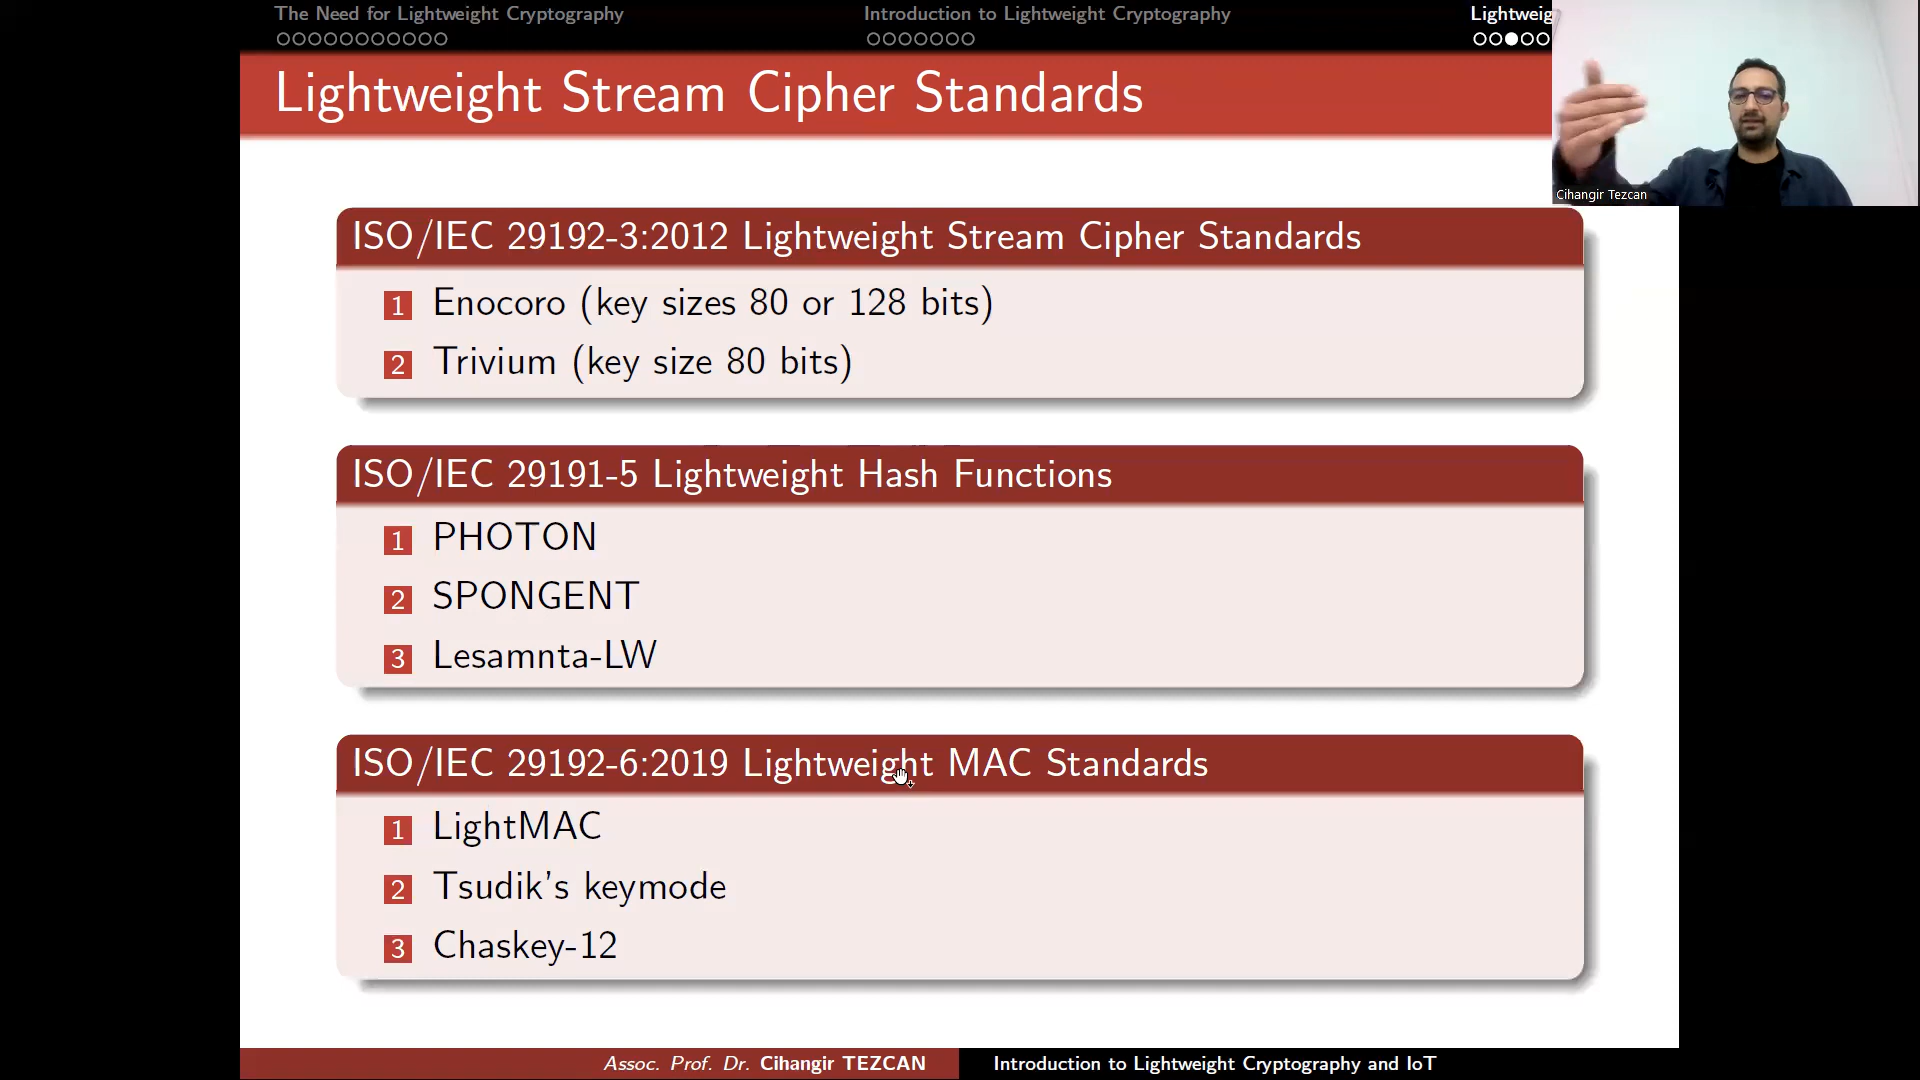 The Need for Lightweight Cryptography
Introduction to Lightweight Cryptography
Lightweig
Lightweight Stream Cipher Standards
Cihangir Tezcan
ISO/IEC 29192-3:2012 Lightweight Stream Cipher Standards
1 Enocoro (key sizes 80 or 128 bits)
2 Trivium (key size 80 bits)
ISO/IEC 29191-5 Lightweight Hash Functions
1 PHOTON
2 SPONGENT
3 Lesamnta-LW
ISO/IEC 29192-6:2019 Lightweight MAC Standards
1 LightMAC
2 Tsudik's keymode
3 Chaskey-12
Assoc. Prof. Dr. Cihangir TEZCAN
Introduction to Lightweight Cryptography and IoT